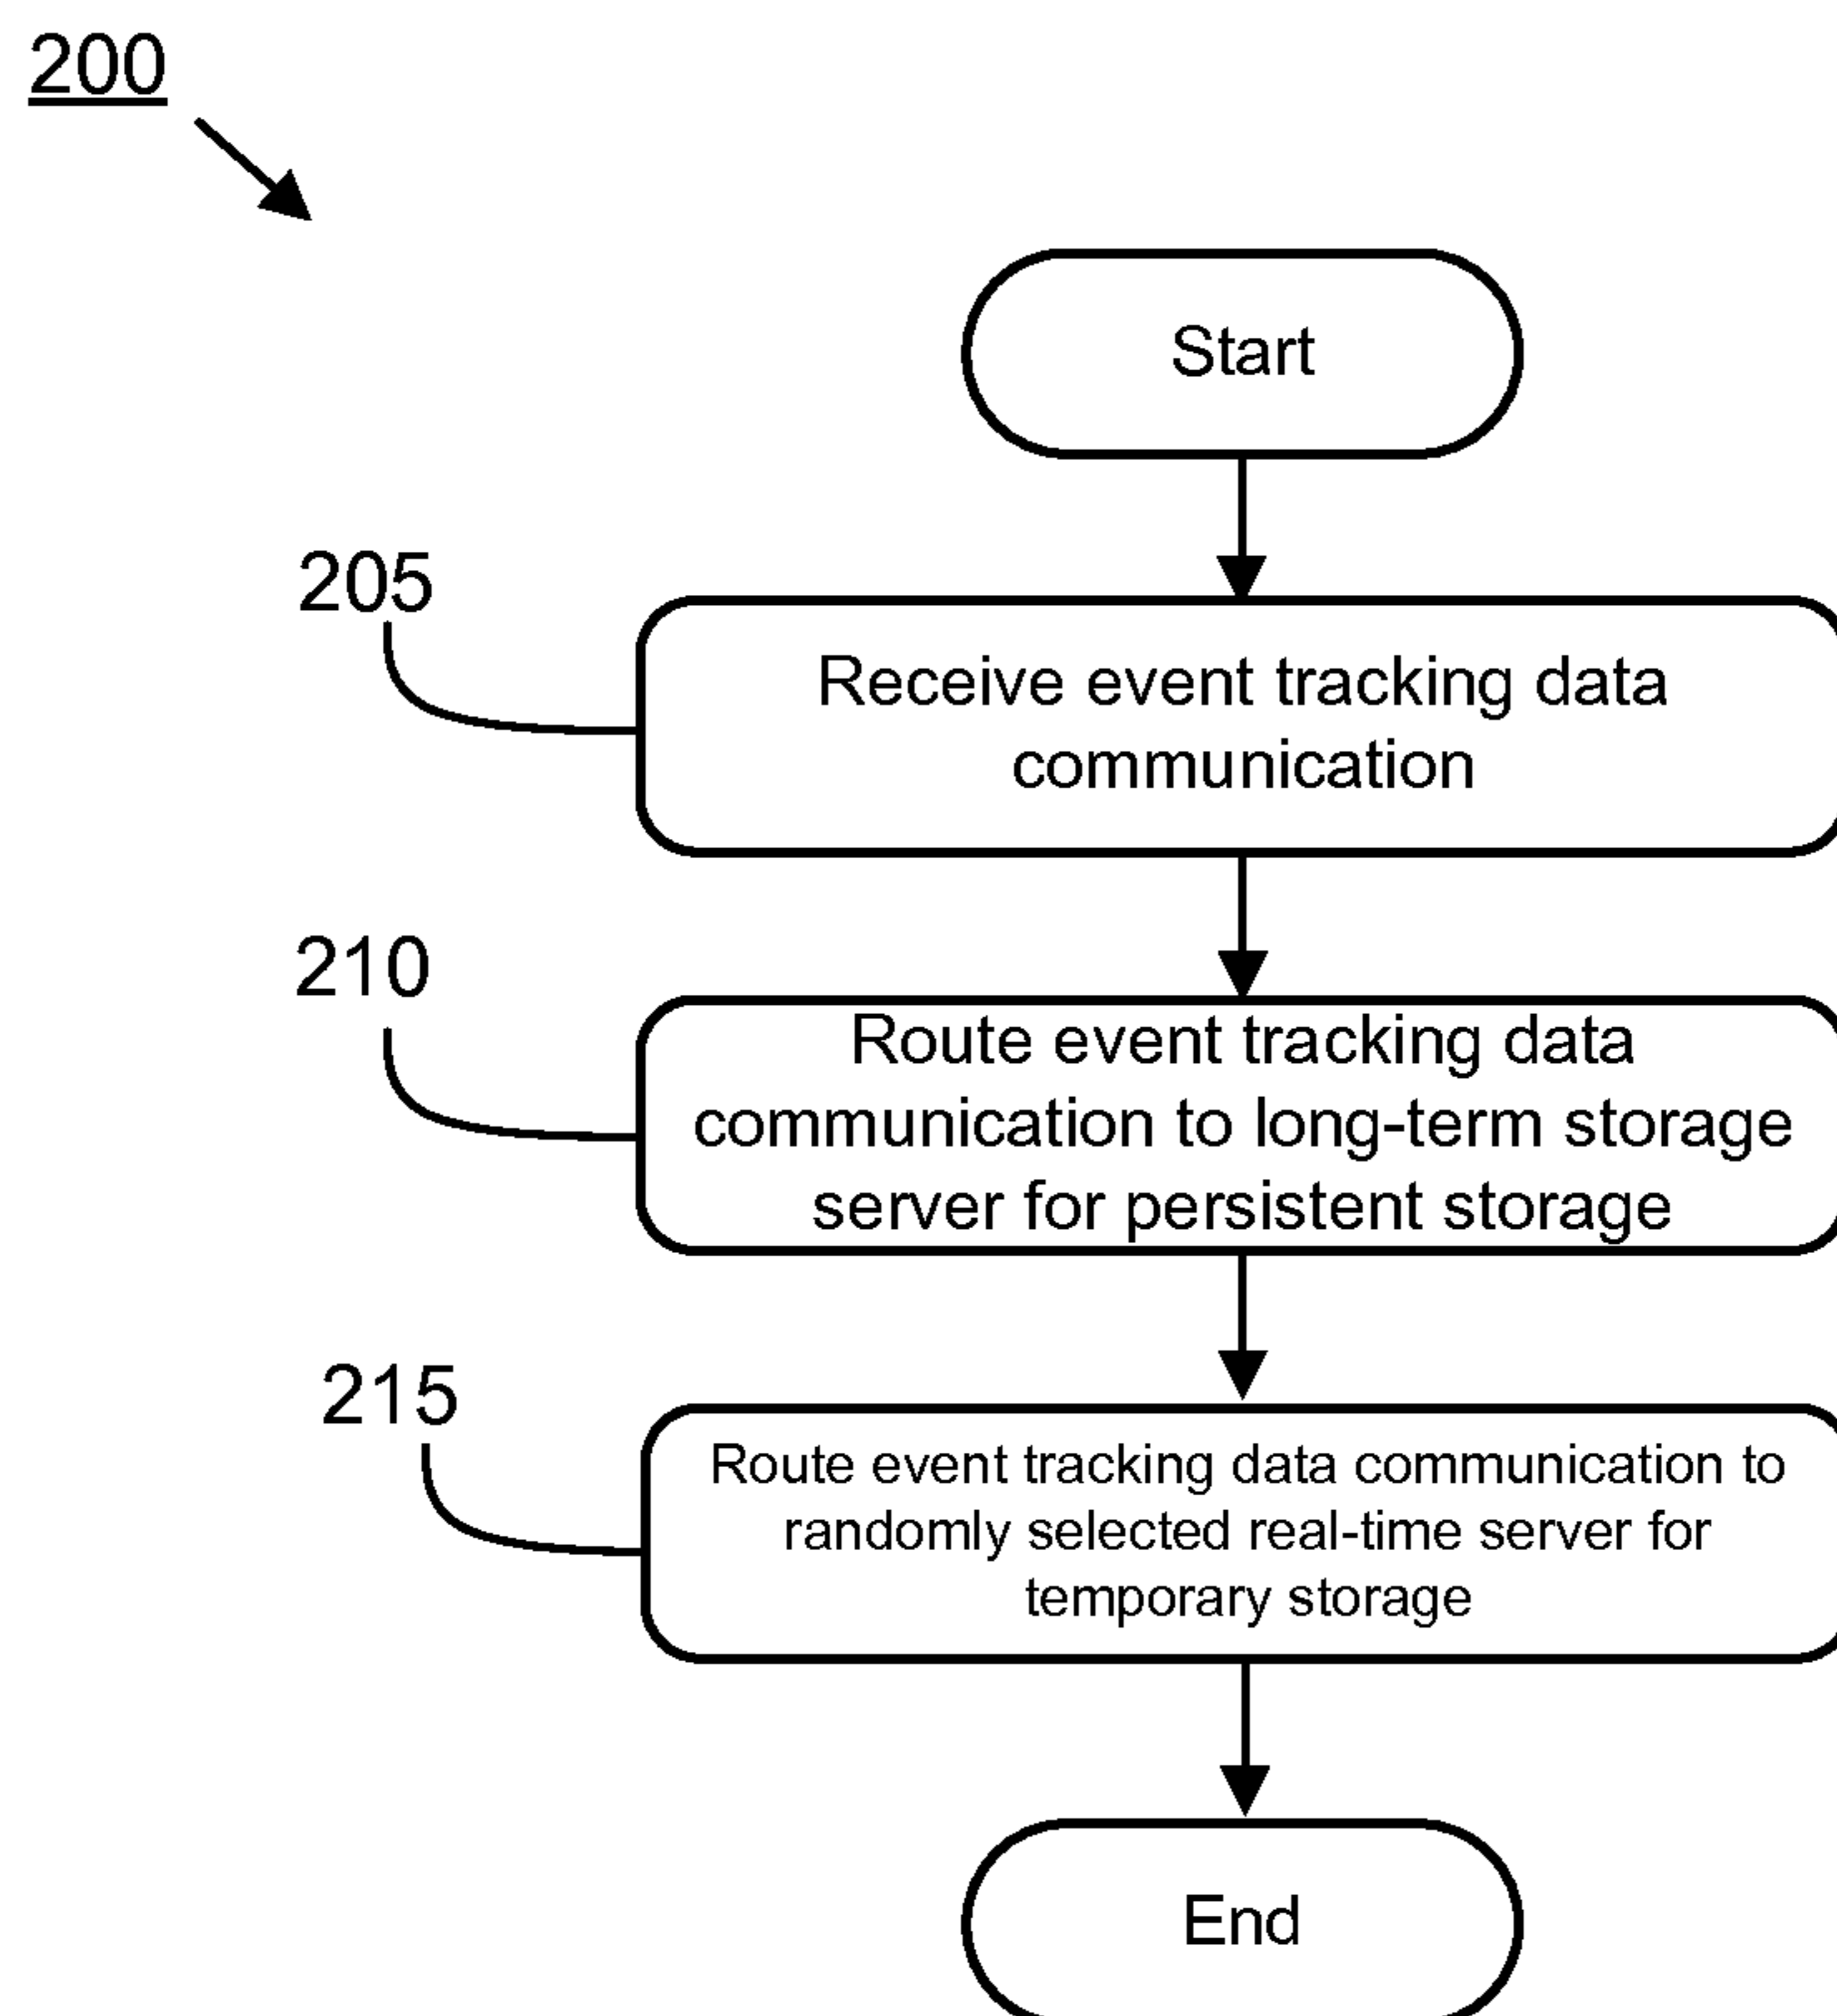 200
Start
205
Receive event tracking data
communication
210
Route event tracking data
communication to long-term storage
server for persistent storage
215
Route event tracking data communication to
randomly selected real-time server for
temporary storage
End